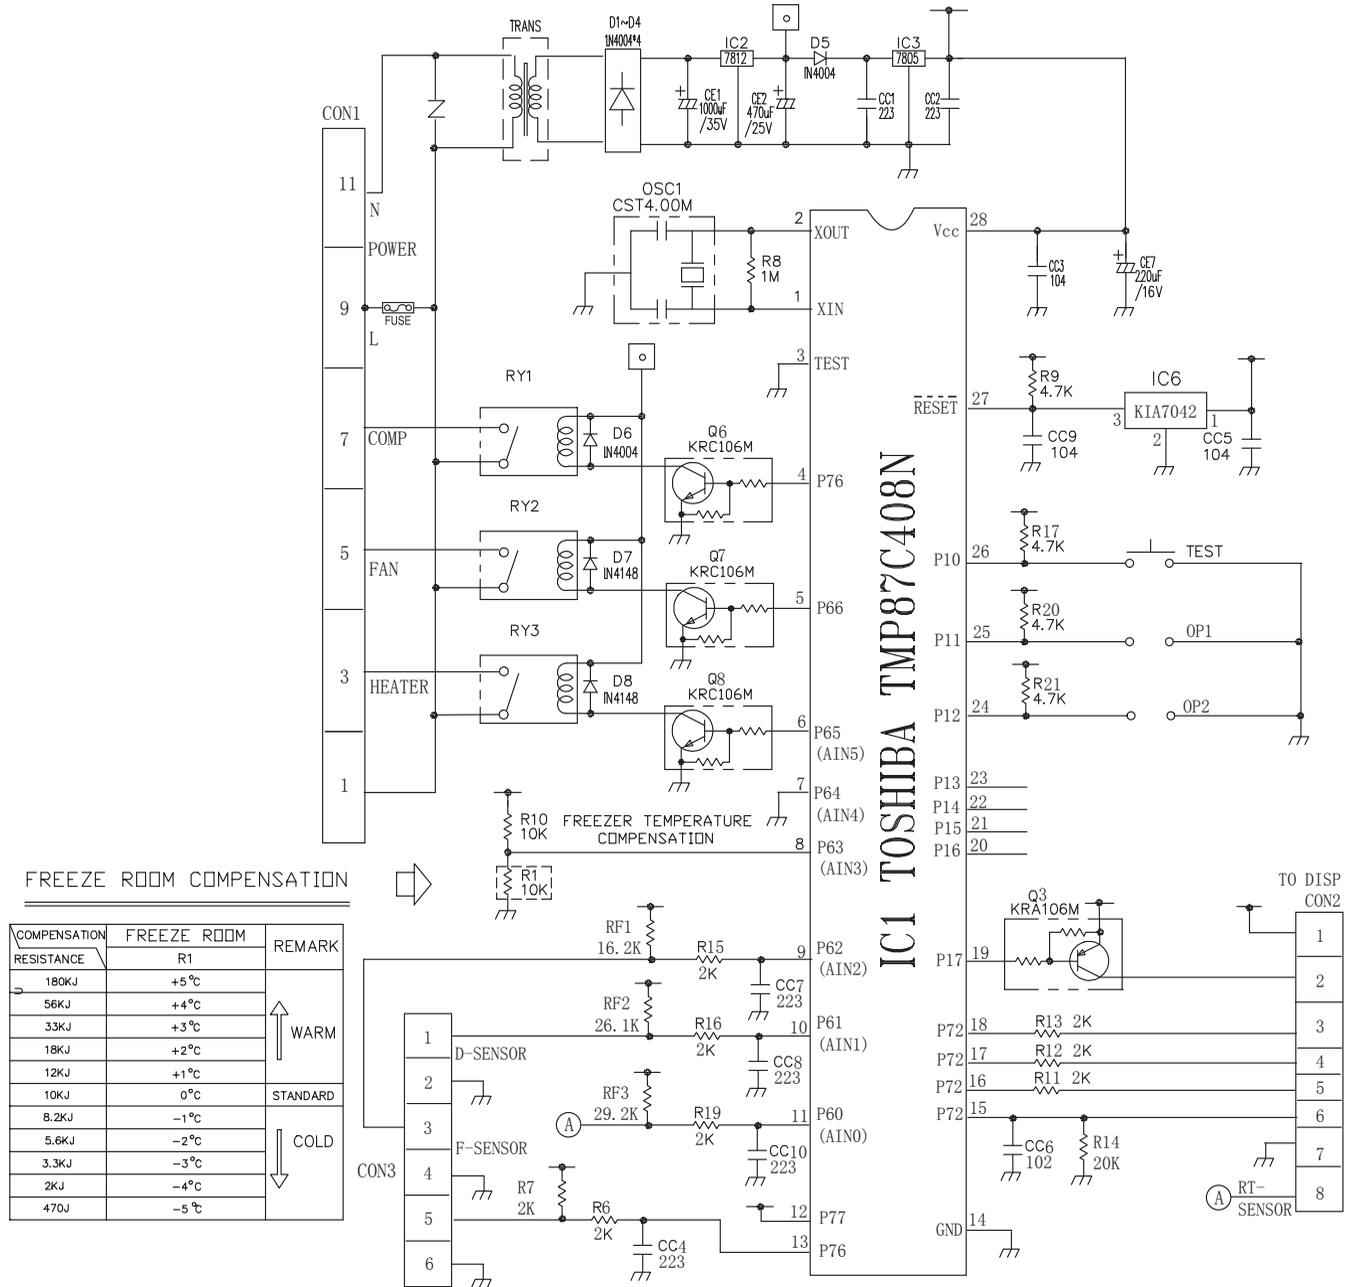 TRANS
D1~D4
1N4004*4
IC2
7812
D5
IN4004
IC3
7805
CE1
1000uF
/35V
CE2
470uF
/25V
CC1
223
CC2
223
CON1
11
N
POWER
9
L
FUSE
7
COMP
5
FAN
3
HEATER
1
OSC1
CST4.00M
R8
1M
2
XOUT
1
XIN
3
TEST
Vcc
28
CC3
104
CE7
220uF
/16V
RESET
27
R9
4.7K
CC9
104
IC6
KIA7042
3
1
2
CC5
104
RY1
D6
IN4004
Q6
KRC106M
4
P76
RY2
D7
IN4148
Q7
KRC106M
5
P66
RY3
D8
IN4148
Q8
KRC106M
6
P65
(AIN5)
7
P64
(AIN4)
8
P63
(AIN3)
IC1 TOSHIBA TMP87C408N
P10
26
R17
4.7K
TEST
P11
25
R20
4.7K
OP1
P12
24
R21
4.7K
OP2
P13
23
P14
22
P15
21
P16
20
R10
10K
FREEZER TEMPERATURE
COMPENSATION
R1
10K
FREEZE ROOM COMPENSATION
COMPENSATION
RESISTANCE
FREEZE ROOM
R1
REMARK
180KJ +5°C
56KJ +4°C
33KJ +3°C
18KJ +2°C
12KJ +1°C
WARM
10KJ 0°C STANDARD
8.2KJ -1°C
5.6KJ -2°C
3.3KJ -3°C
2KJ -4°C
470J -5°C
COLD
RF1
16.2K
R15
2K
CC7
223
9
P62
(AIN2)
RF2
26.1K
R16
2K
CC8
223
10
P61
(AIN1)
RF3
29.2K
A
R19
2K
CC10
223
11
P60
(AIN0)
CON3
1
D-SENSOR
2
3
F-SENSOR
4
5
6
R7
2K
R6
2K
CC4
223
12
P77
13
P76
Q3
KRA106M
P17
19
P72
18
R13 2K
P72
17
R12 2K
P72
16
R11 2K
P72
15
CC6
102
R14
20K
GND
14
TO DISP
CON2
1
2
3
4
5
6
7
8
A
RT-
SENSOR